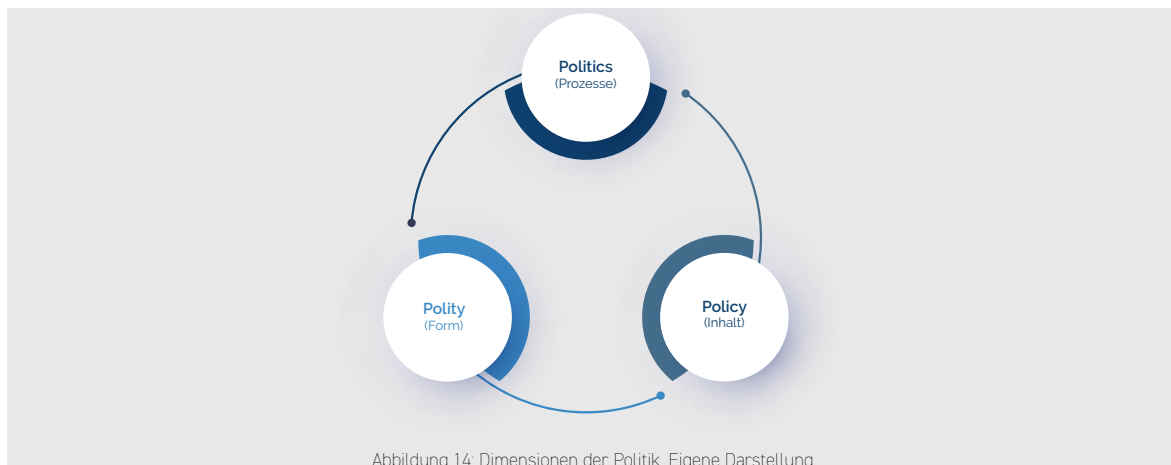 Politics
(Prozesse)
Polity
(Form)
Policy
(Inhalt)
Abbildung 14: Dimensionen der Politik. Eigene Darstellung